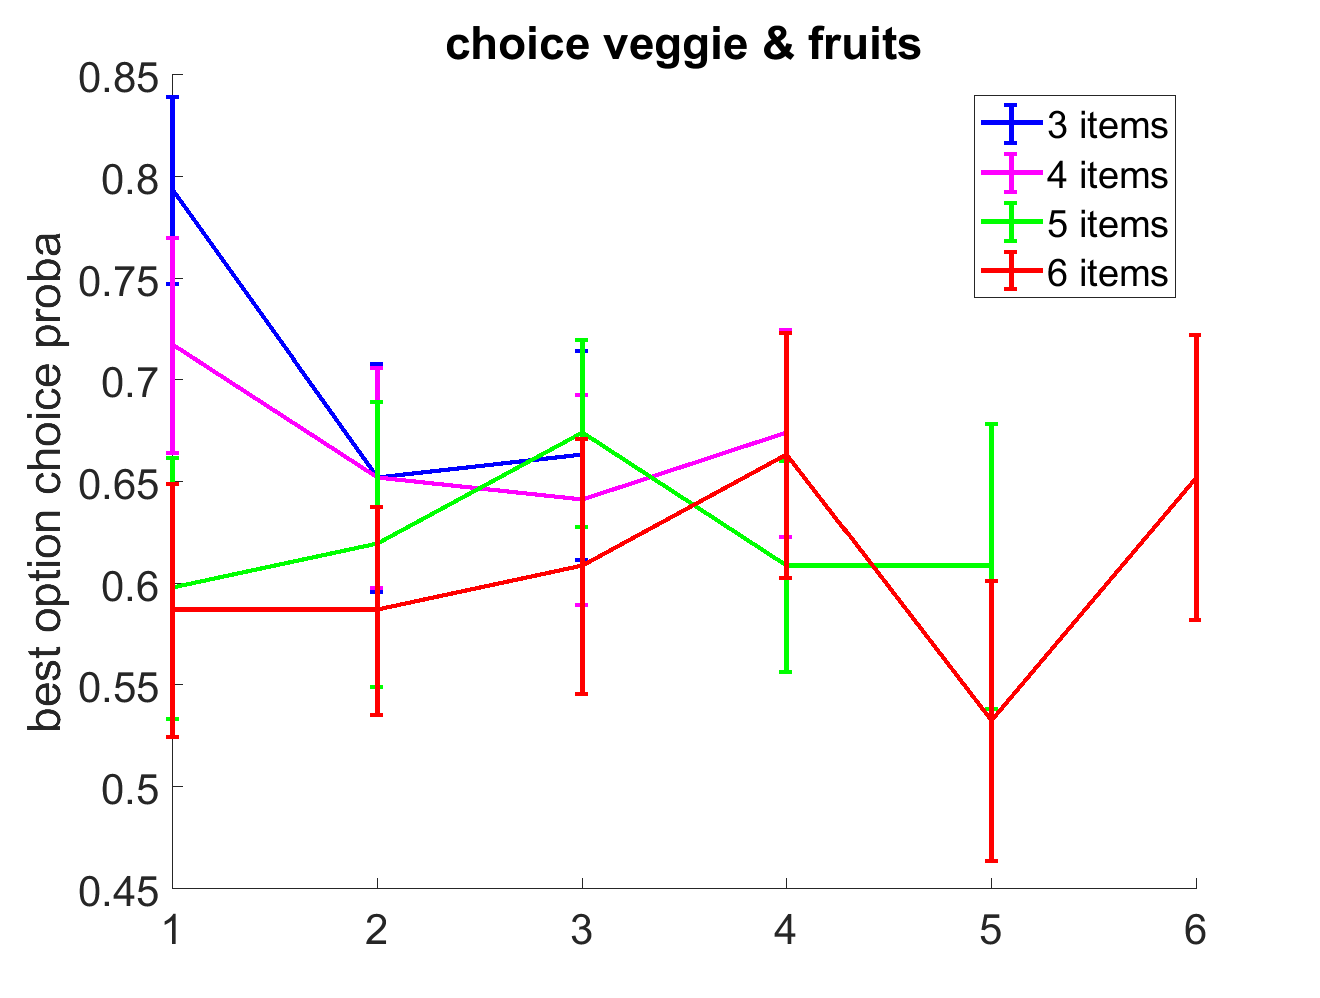 choice veggie & fruits
best option choice proba
0.85
0.8
0.75
0.7
0.65
0.6
0.55
0.5
0.45
1 2 3 4 5 6
3 items
4 items
5 items
6 items